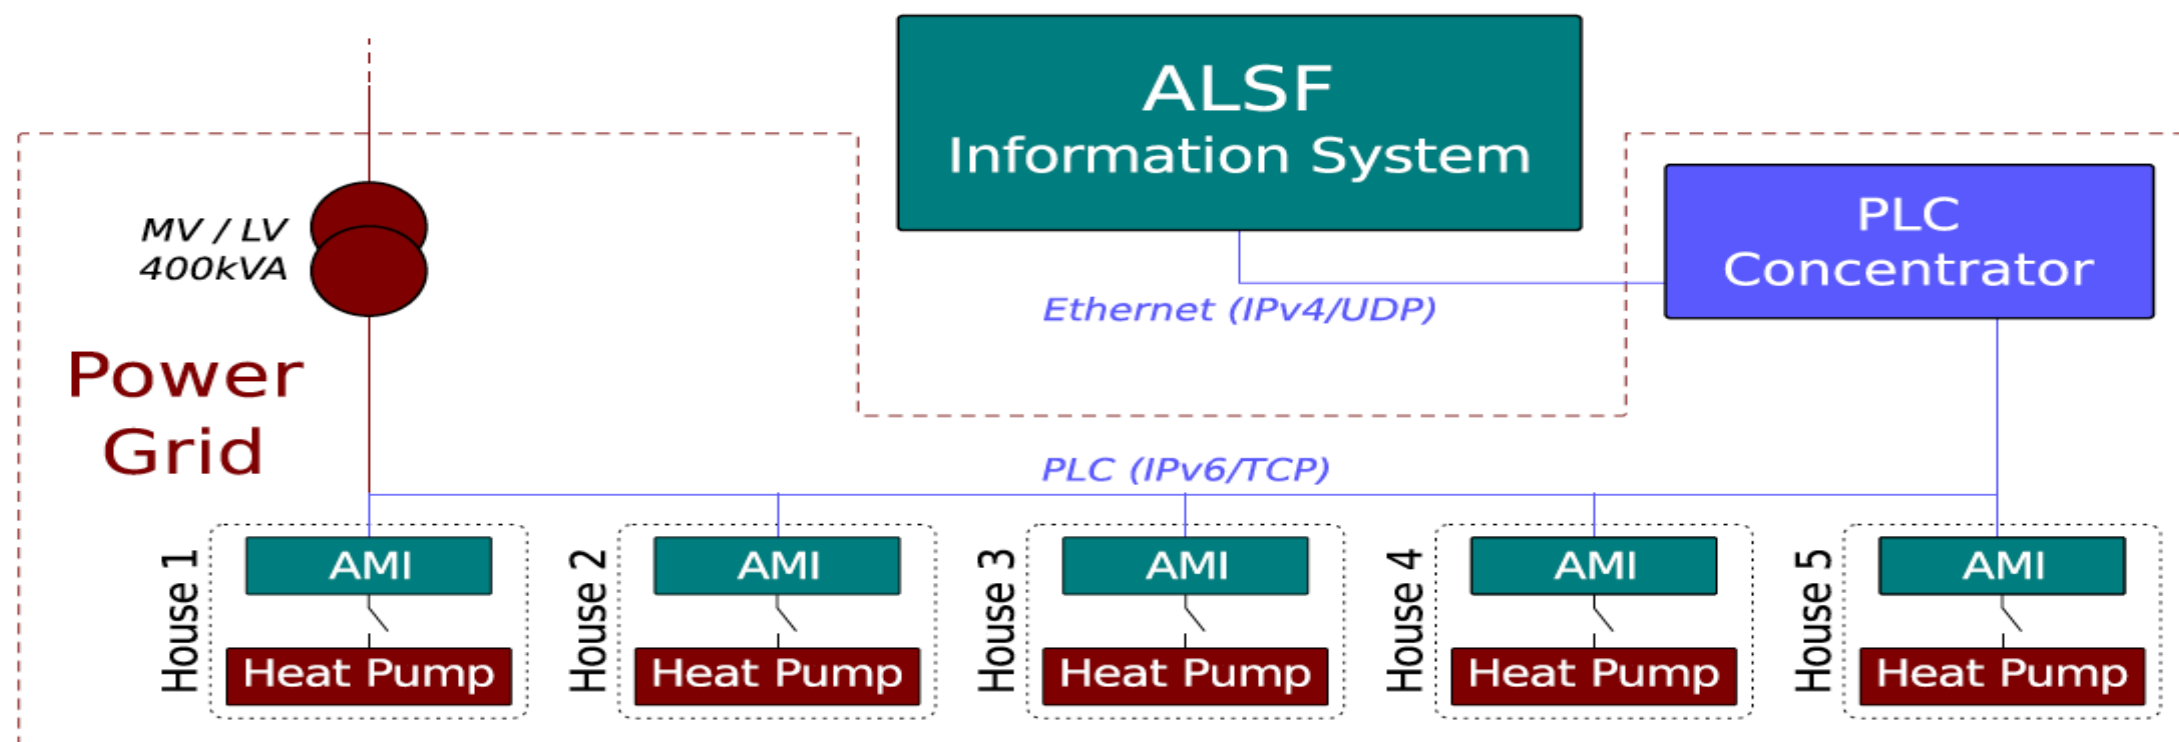 ALSF
Information System
MV / LV
400kVA
PLC
Concentrator
Ethernet (IPv4/UDP)
Power
Grid
PLC (IPv6/TCP)
House 1
AMI
Heat Pump
House 2
AMI
Heat Pump
House 3
AMI
Heat Pump
House 4
AMI
Heat Pump
House 5
AMI
Heat Pump